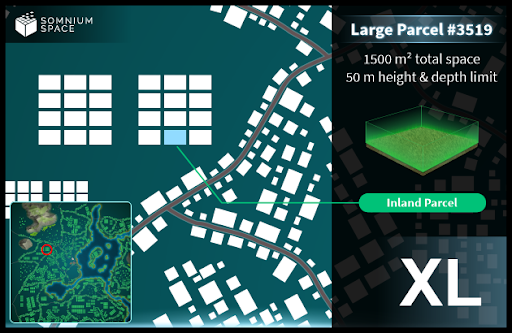 SOMNIUM
SPACE
Large Parcel #3519
1500 m² total space
50 m height & depth limit
Inland Parcel
XL